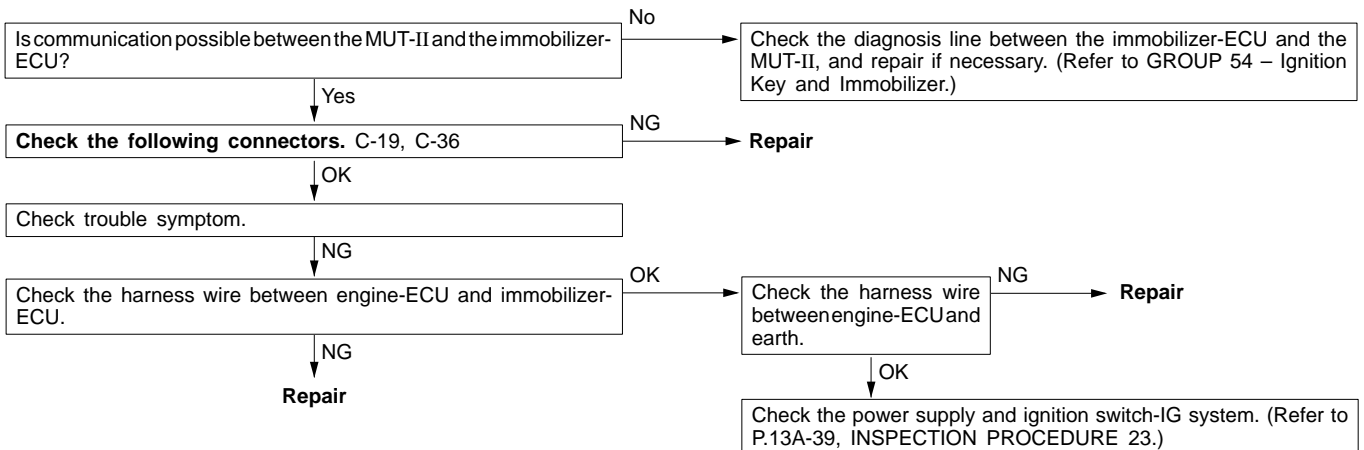 No
Is communication possible between the MUT-II and the immobilizer-
ECU?
Check the diagnosis line between the immobilizer-ECU and the
MUT-II, and repair if necessary. (Refer to GROUP 54 – Ignition
Key and Immobilizer.)
Yes
Check the following connectors. C-19, C-36
NG
Repair
OK
Check trouble symptom.
NG
Check the harness wire between engine-ECU and immobilizer-
ECU.
OK
Check the harness wire
between engine-ECU and
earth.
NG
Repair
NG
Repair
OK
Check the power supply and ignition switch-IG system. (Refer to
P.13A-39, INSPECTION PROCEDURE 23.)